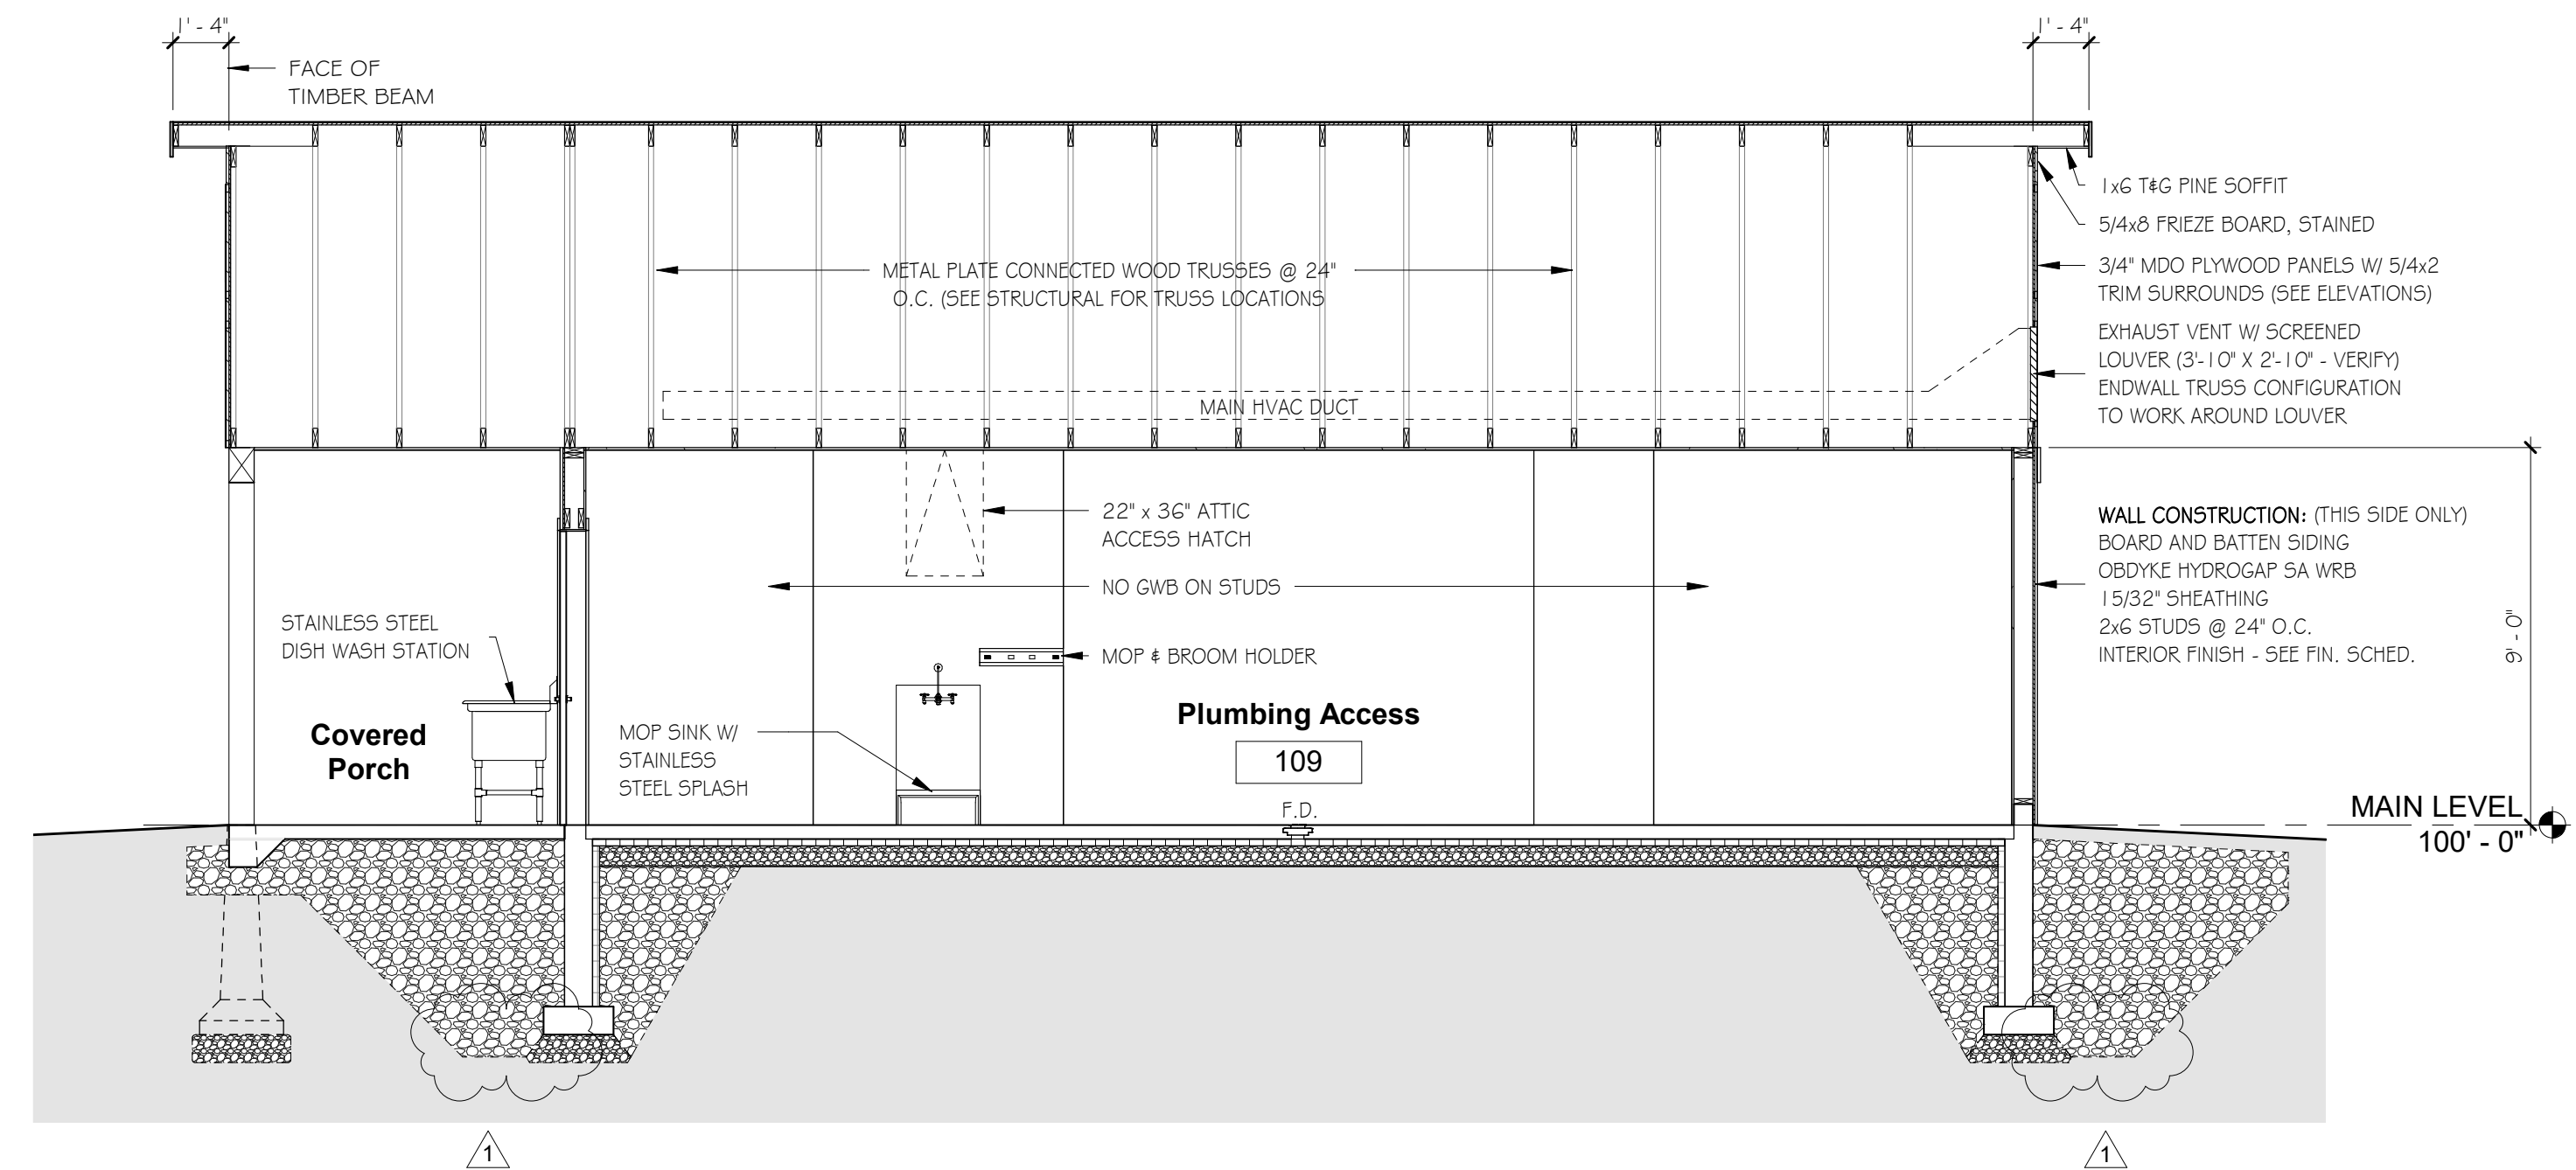 1' - 4"
1' - 4"
FACE OF
TIMBER BEAM
1x6 T&G PINE SOFFIT
5/4x8 FRIEZE BOARD, STAINED
METAL PLATE CONNECTED WOOD TRUSSES @ 24"
O.C. (SEE STRUCTURAL FOR TRUSS LOCATIONS
3/4" MDO PLYWOOD PANELS W/ 5/4x2
TRIM SURROUNDS (SEE ELEVATIONS)
EXHAUST VENT W/ SCREENED
LOUVER (3'-10" X 2'-10" - VERIFY)
ENDWALL TRUSS CONFIGURATION
TO WORK AROUND LOUVER
MAIN HVAC DUCT
22" x 36" ATTIC
ACCESS HATCH
WALL CONSTRUCTION: (THIS SIDE ONLY)
BOARD AND BATTEN SIDING
OBDYKE HYDROGAP SA WRB
15/32" SHEATHING
2x6 STUDS @ 24" O.C.
INTERIOR FINISH - SEE FIN. SCHED.
9' - 0"
NO GWB ON STUDS
STAINLESS STEEL
DISH WASH STATION
MOP & BROOM HOLDER
Covered
Porch
MOP SINK W/
STAINLESS
STEEL SPLASH
Plumbing Access
109
F.D.
MAIN LEVEL
100' - 0"
1
1